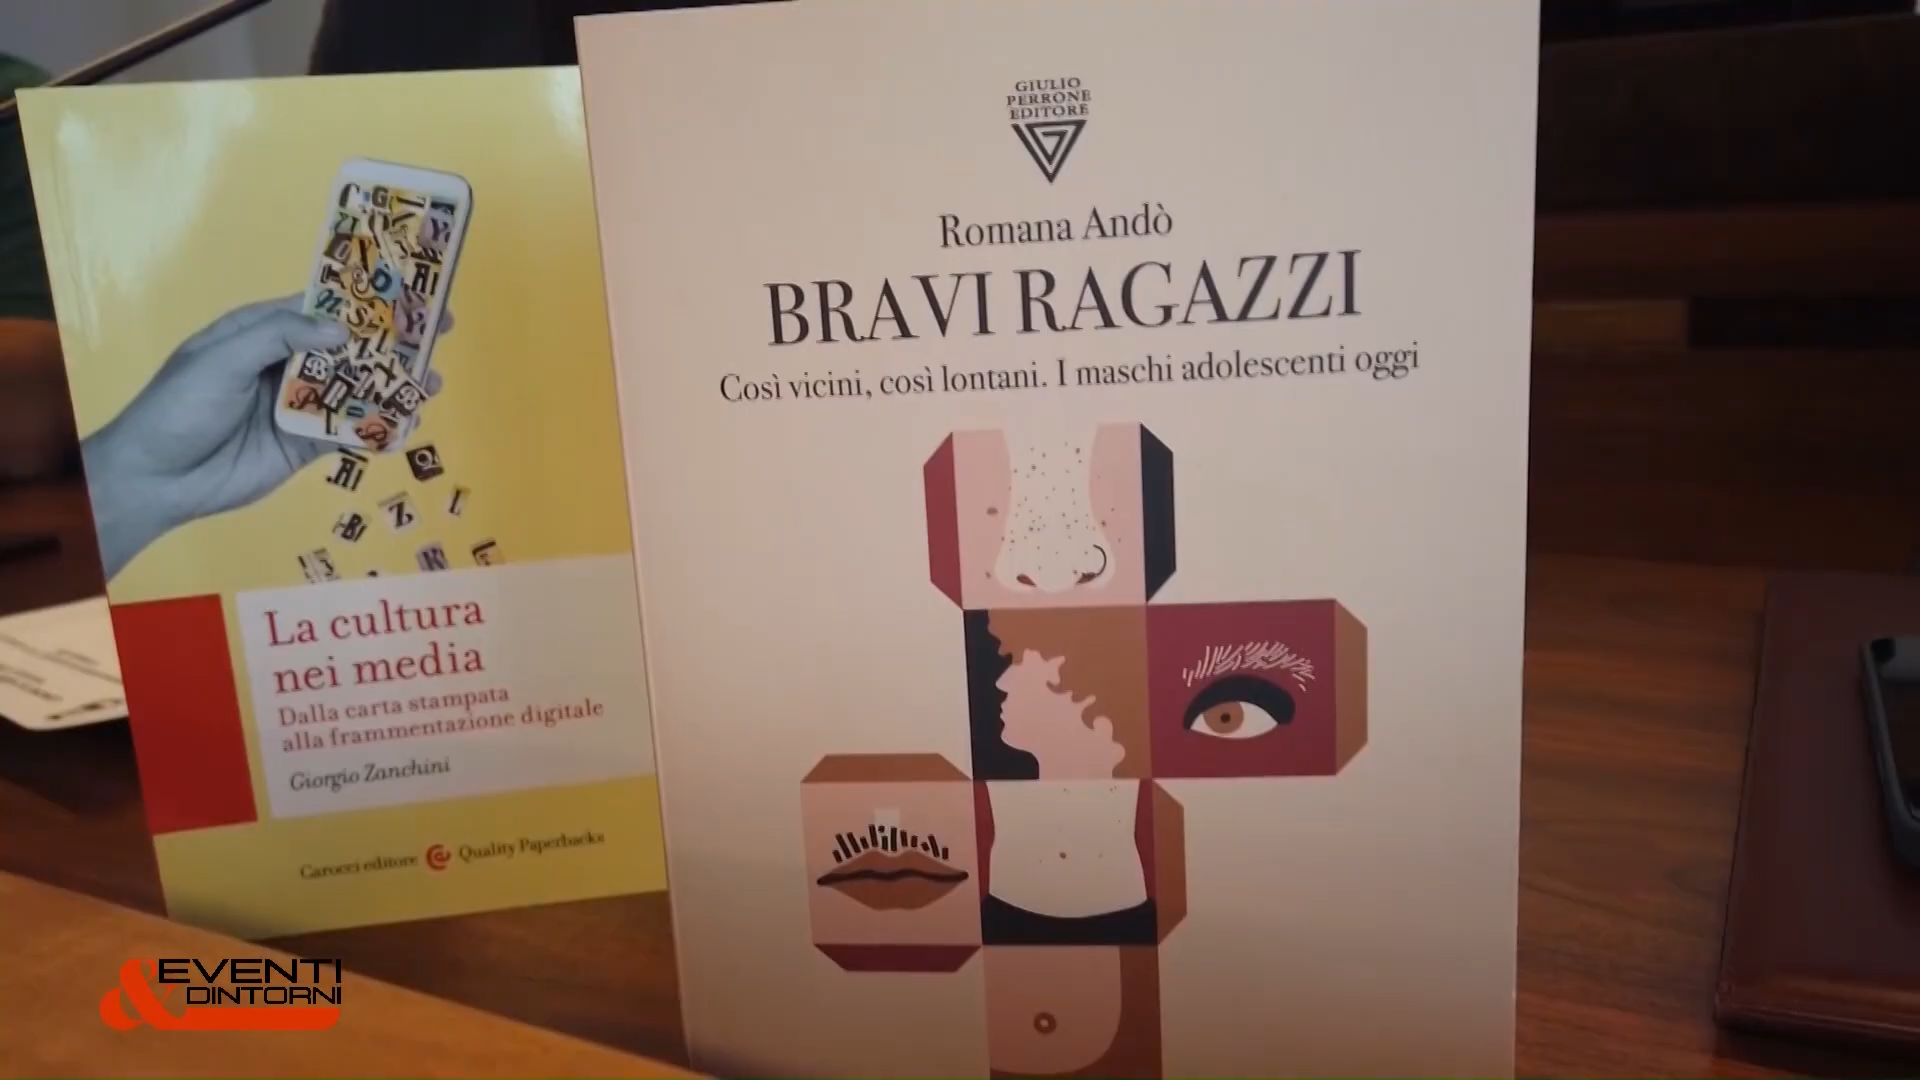 GIULIO
PERRONE
EDITORE
Romana Andò
BRAVI RAGAZZI
Così vicini, così lontani. I maschi adolescenti oggi
La cultura
nei media
Dalla carta stampata
alla frammentazione digitale
Giorgio Zanchini
Carocci editore Quality Paperbacks
&EVENTI
DINTORNI